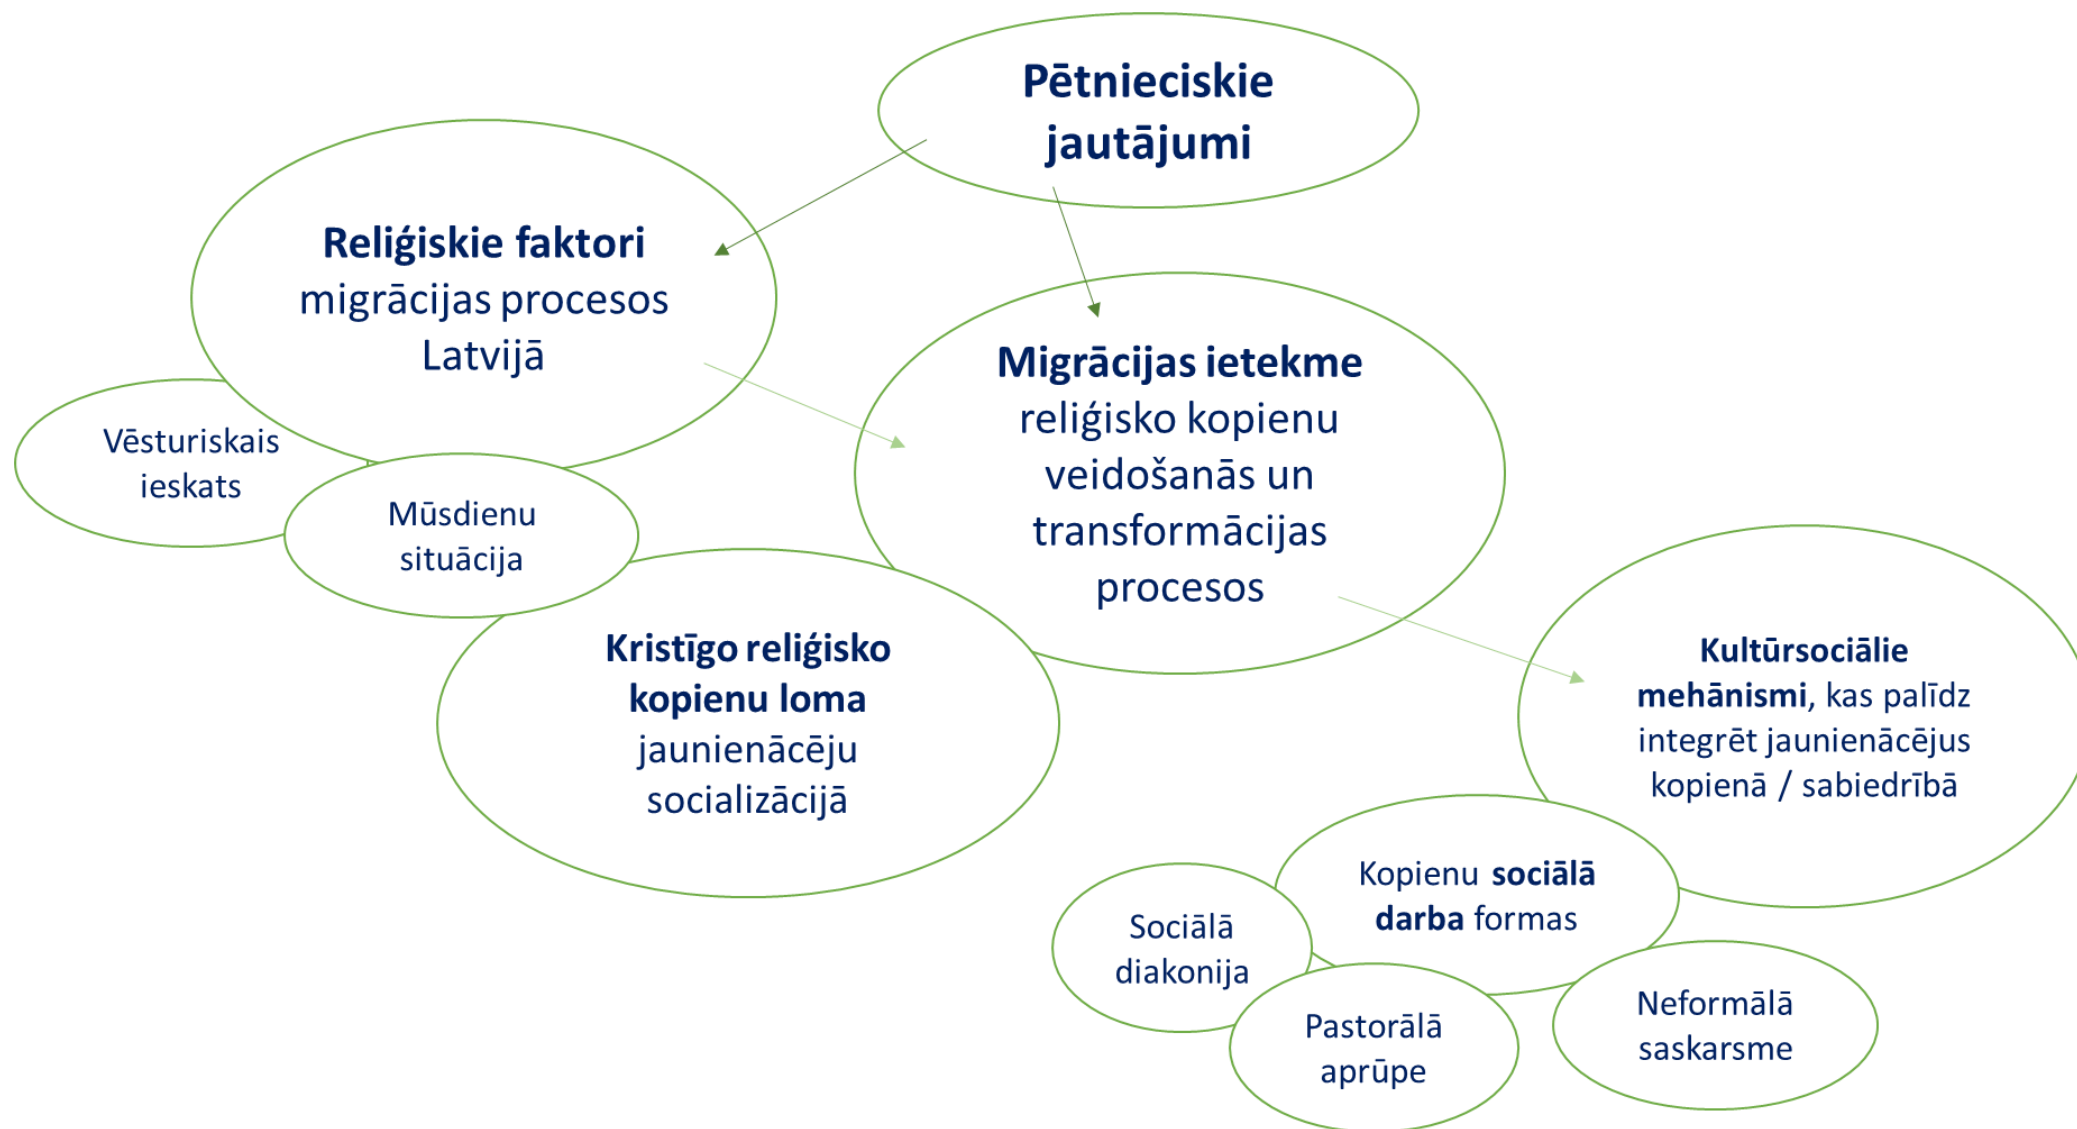 Pētnieciskie
jautājumi
Reliģiskie faktori
migrācijas procesos
Latvijā
Vēsturiskais
ieskats
Mūsdienu
situācija
Migrācijas ietekme
reliģisko kopienu
veidošanās un
transformācijas
procesos
Kristīgo reliģisko
kopienu loma
jaunienācēju
socializācijā
Kultūrsociālie
mehānismi, kas palīdz
integrēt jaunienācējus
kopienā / sabiedrībā
Kopienu sociālā
darba formas
Sociālā
diakonija
Pastorālā
aprūpe
Neformālā
saskarsme